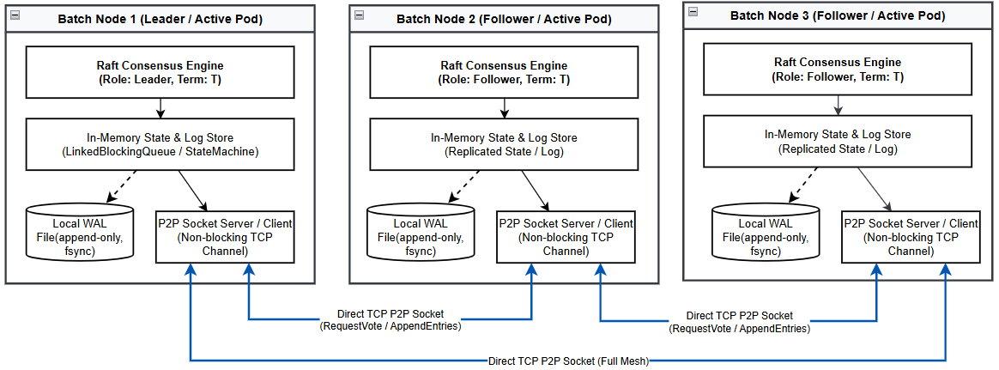 Batch Node 1 (Leader / Active Pod)
Raft Consensus Engine
(Role: Leader, Term: T)
In-Memory State & Log Store
(LinkedBlockingQueue / StateMachine)
Local WAL
File(append-only,
fsync)
P2P Socket Server / Client
(Non-blocking TCP
Channel)
Batch Node 2 (Follower / Active Pod)
Raft Consensus Engine
(Role: Follower, Term: T)
In-Memory State & Log Store
(Replicated State / Log)
Local WAL
File(append-only,
fsync)
P2P Socket Server / Client
(Non-blocking TCP
Channel)
Batch Node 3 (Follower / Active Pod)
Raft Consensus Engine
(Role: Follower, Term: T)
In-Memory State & Log Store
(Replicated State / Log)
Local WAL
File(append-only,
fsync)
P2P Socket Server / Client
(Non-blocking TCP
Channel)
Direct TCP P2P Socket
(RequestVote / AppendEntries)
Direct TCP P2P Socket
(RequestVote / AppendEntries)
Direct TCP P2P Socket (Full Mesh)